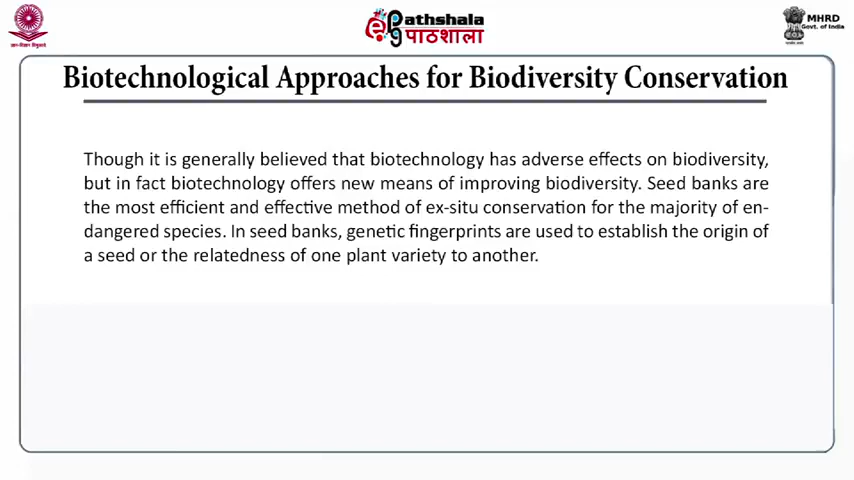 Pathshala
पाठशाला
MHRD
Govt. of India
Biotechnological Approaches for Biodiversity Conservation
Though it is generally believed that biotechnology has adverse effects on biodiversity,
but in fact biotechnology offers new means of improving biodiversity. Seed banks are
the most efficient and effective method of ex-situ conservation for the majority of en-
dangered species. In seed banks, genetic fingerprints are used to establish the origin of
a seed or the relatedness of one plant variety to another.